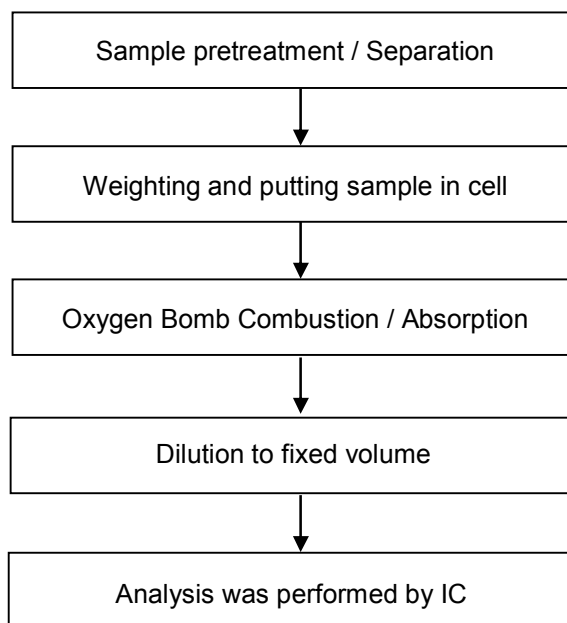 Sample pretreatment / Separation
Weighting and putting sample in cell
Oxygen Bomb Combustion / Absorption
Dilution to fixed volume
Analysis was performed by IC